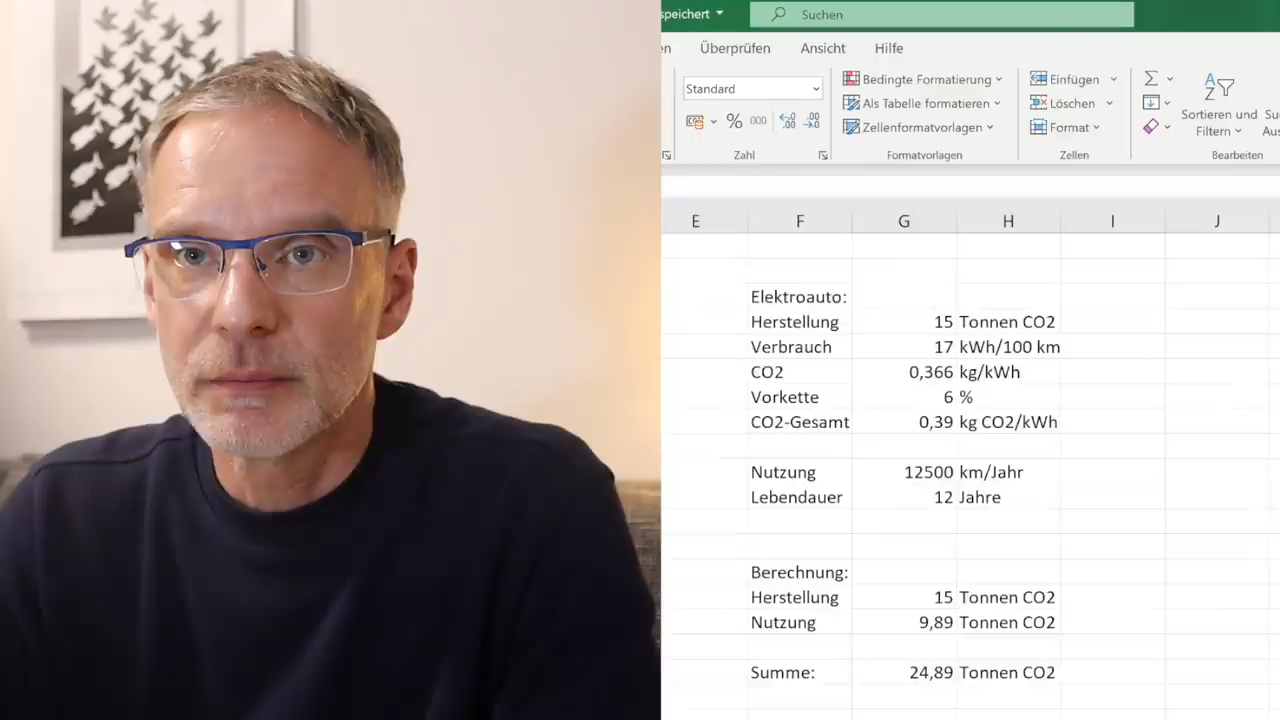 speichert
Suchen
en
Überprüfen
Ansicht
Hilfe
Standard
Bedingte Formatierung
Als Tabelle formatieren
Zellenformatvorlagen
Einfügen
Löschen
Format
Sortieren und
Filtern
Su
Aus
% 000
Zahl
Formatvorlagen
Zellen
Bearbeiten
E F G H I J
Elektroauto:
Herstellung 15 Tonnen CO2
Verbrauch 17 kWh/100 km
CO2 0,366 kg/kWh
Vorkette 6 %
CO2-Gesamt 0,39 kg CO2/kWh
Nutzung 12500 km/Jahr
Lebendauer 12 Jahre
Berechnung:
Herstellung 15 Tonnen CO2
Nutzung 9,89 Tonnen CO2
Summe: 24,89 Tonnen CO2